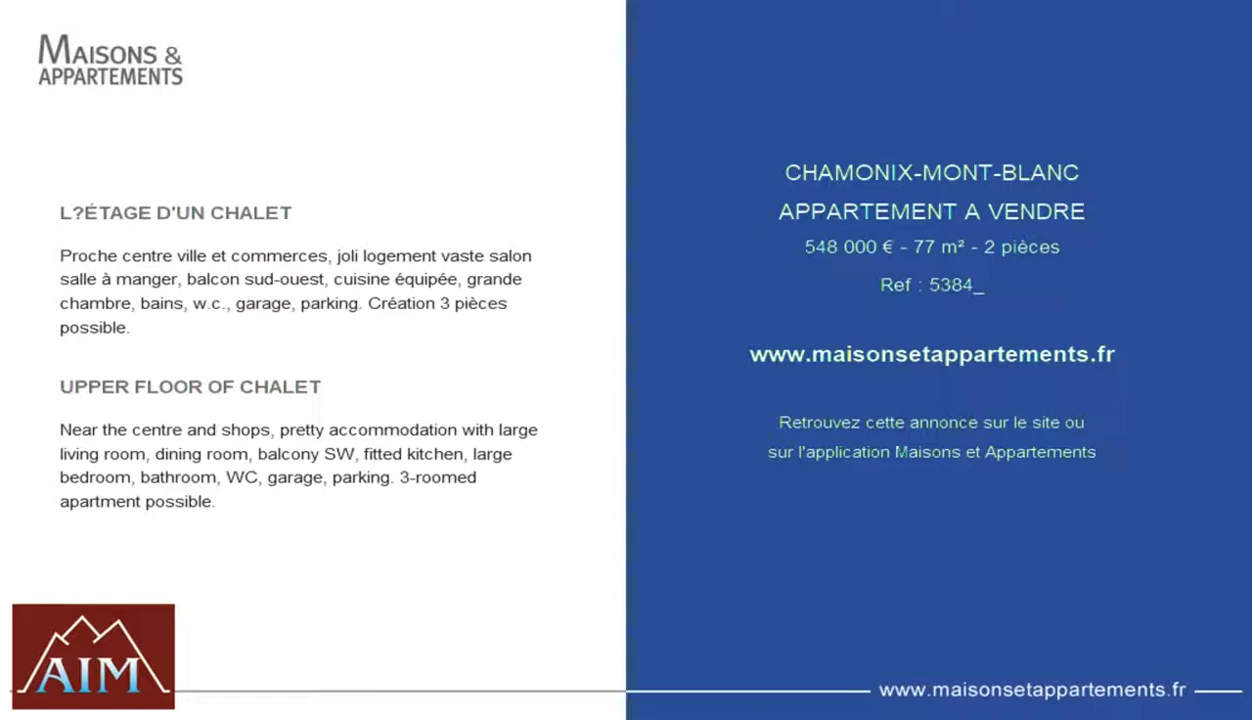 MAISONS &
APPARTEMENTS
L?ÉTAGE D'UN CHALET
Proche centre ville et commerces, joli logement vaste salon
salle à manger, balcon sud-ouest, cuisine équipée, grande
chambre, bains, w.c., garage, parking. Création 3 pièces
possible.
UPPER FLOOR OF CHALET
Near the centre and shops, pretty accommodation with large
living room, dining room, balcony SW, fitted kitchen, large
bedroom, bathroom, WC, garage, parking. 3-roomed
apartment possible.
AIM
CHAMONIX-MONT-BLANC
APPARTEMENT A VENDRE
548 000 € - 77 m² - 2 pièces
Ref : 5384_
www.maisonsetappartements.fr
Retrouvez cette annonce sur le site ou
sur l'application Maisons et Appartements
www.maisonsetappartements.fr